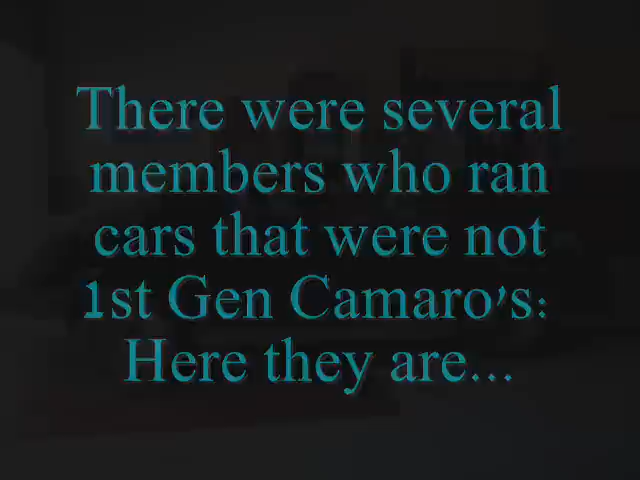 There were several
members who ran
cars that were not
1st Gen Camaro's:
Here they are...